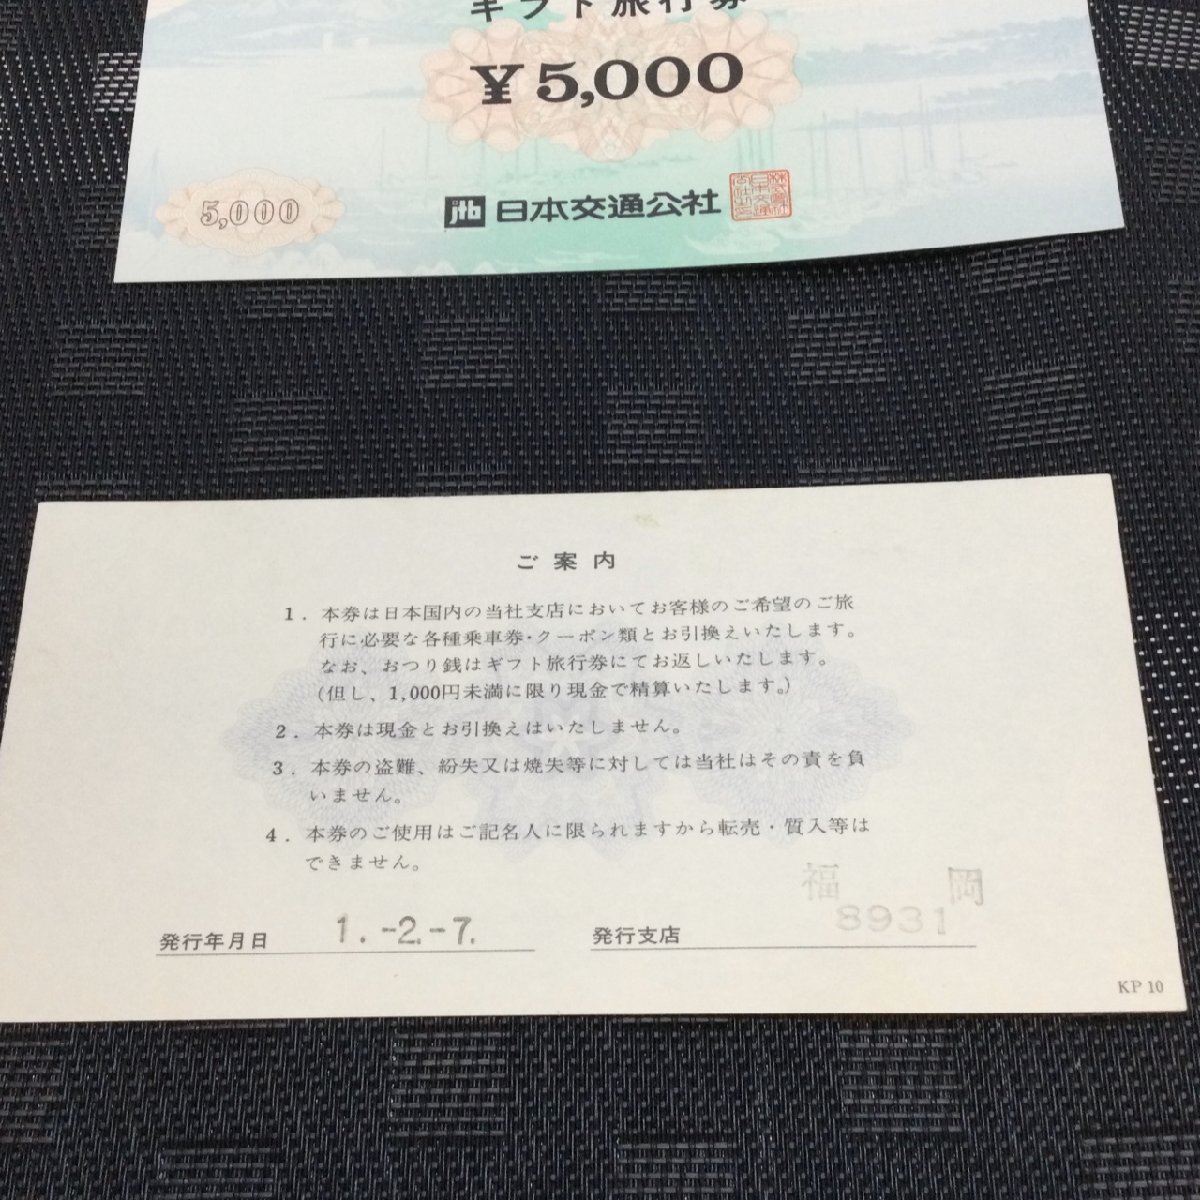 ギフト旅行券
¥5,000
5,000
jtb 日本交通公社
ご案内
1. 本券は日本国内の当社支店においてお客様のご希望のご旅
行に必要な各種乗車券・クーポン類とお引換えいたします。
なお、おつり銭はギフト旅行券にてお返しいたします。
(但し、1,000円未満に限り現金で精算いたします。)
2. 本券は現金とお引換えはいたしません。
3. 本券の盗難、紛失又は焼失等に対しては当社はその責を負
いません。
4. 本券のご使用はご記名人に限られますから転売・質入等は
できません。
発行年月日 1.-2.-7.
発行支店 福岡
8931
KP 10